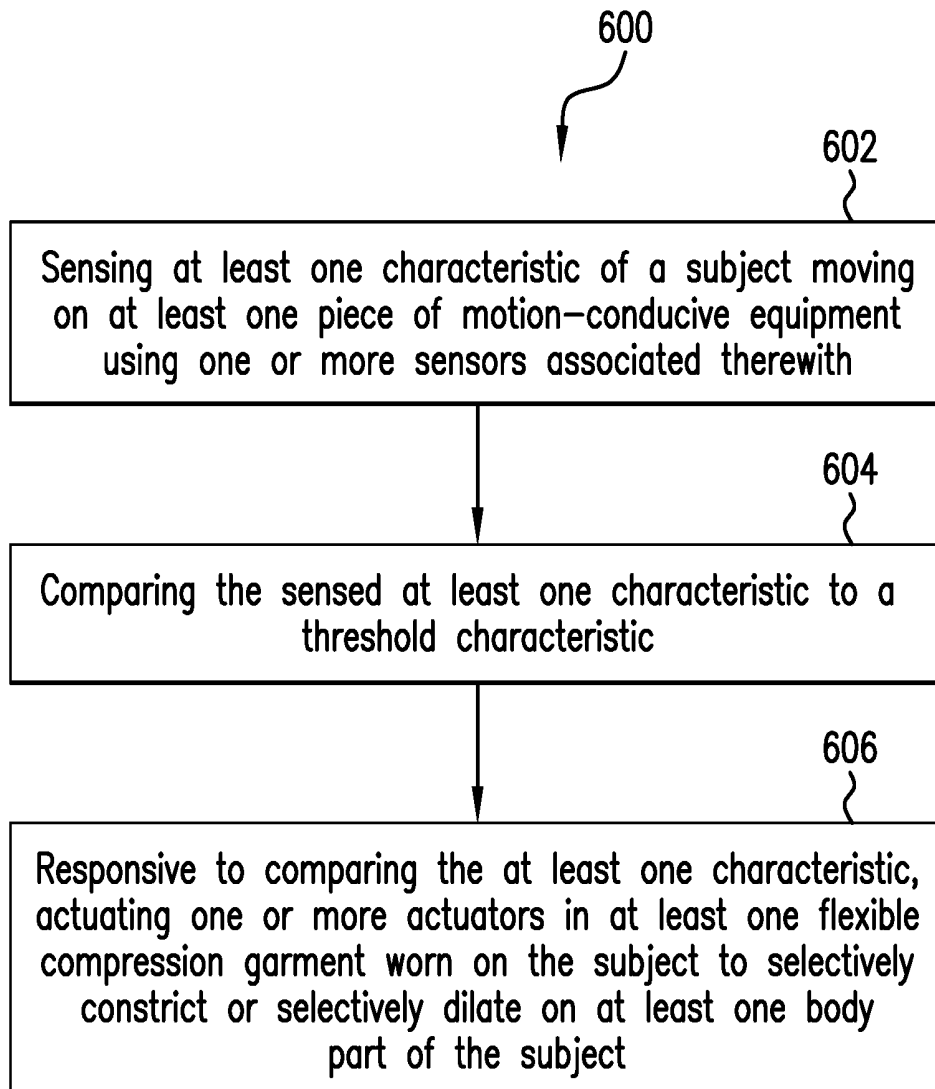 600
602
Sensing at least one characteristic of a subject moving
on at least one piece of motion-conducive equipment
using one or more sensors associated therewith
604
Comparing the sensed at least one characteristic to a
threshold characteristic
606
Responsive to comparing the at least one characteristic,
actuating one or more actuators in at least one flexible
compression garment worn on the subject to selectively
constrict or selectively dilate on at least one body
part of the subject